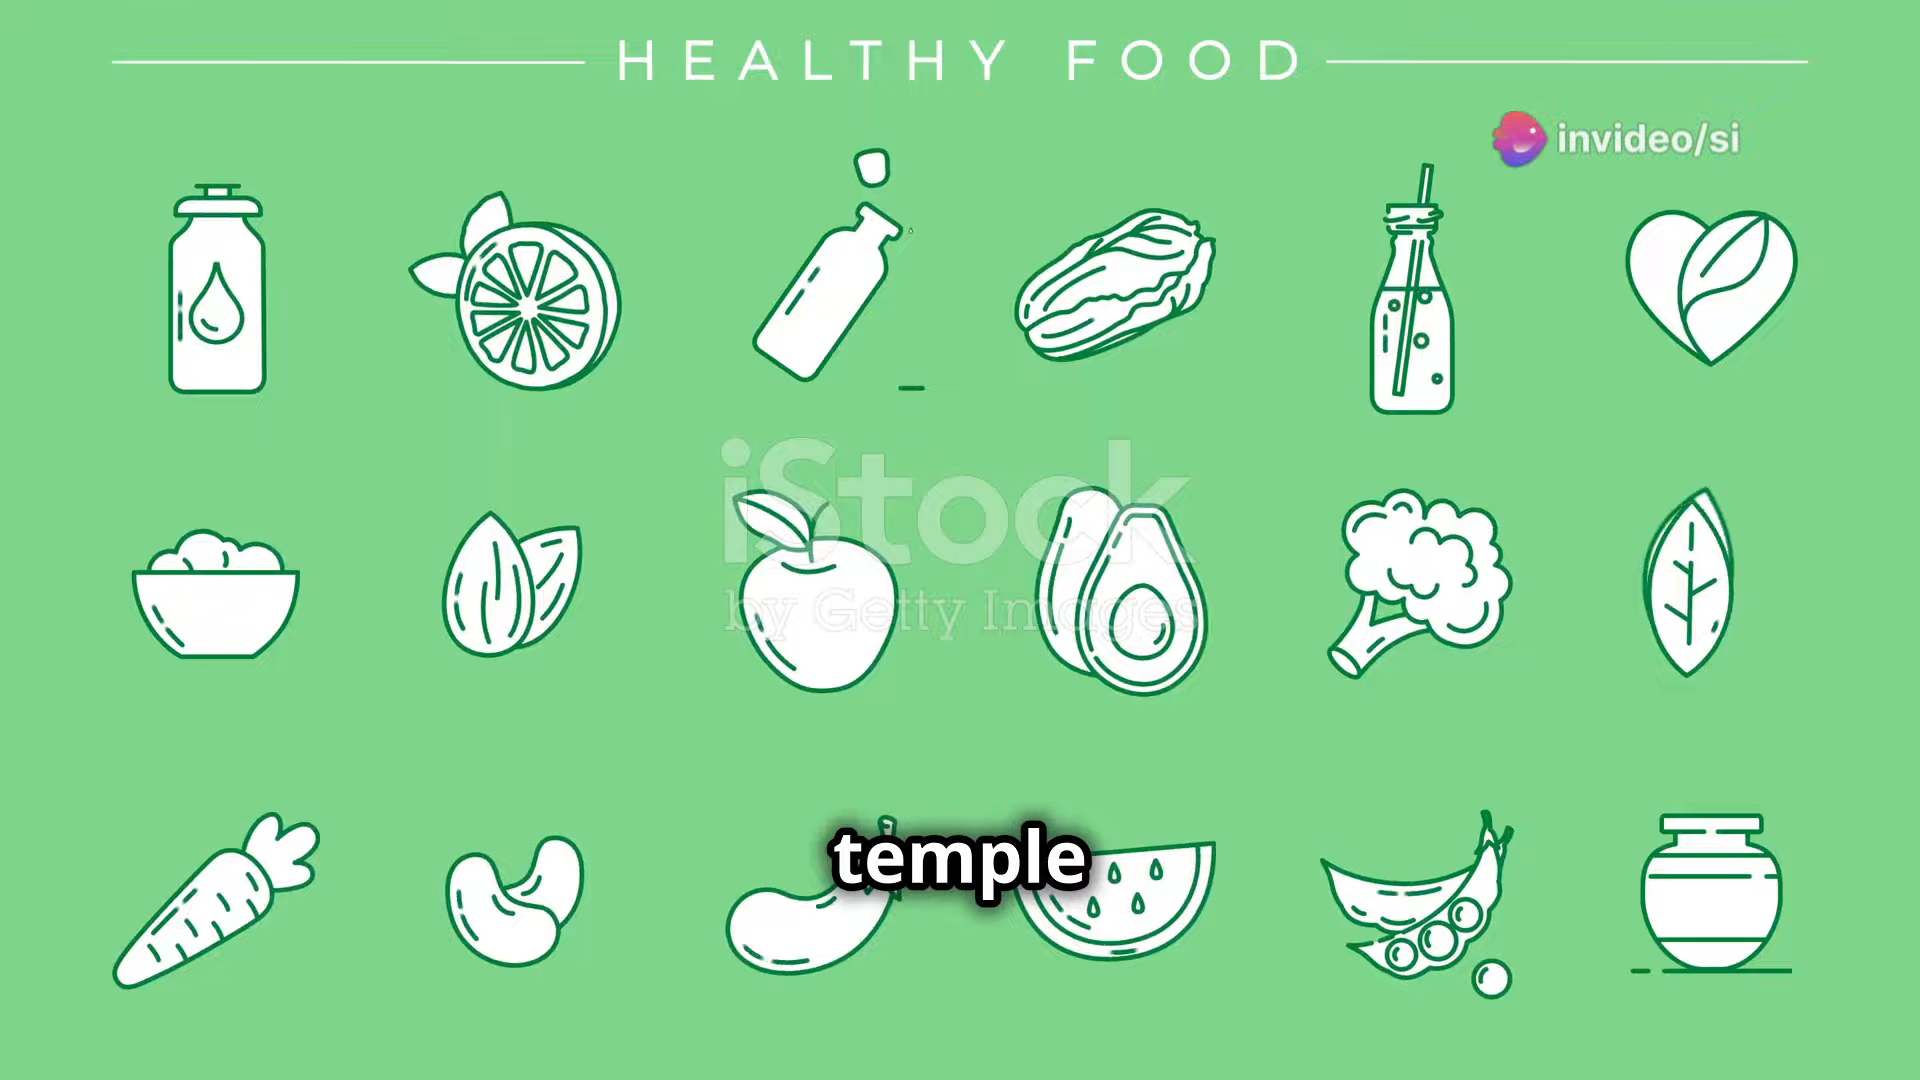 HEALTHY FOOD
invideo/si
iStock
by Getty Images
temple